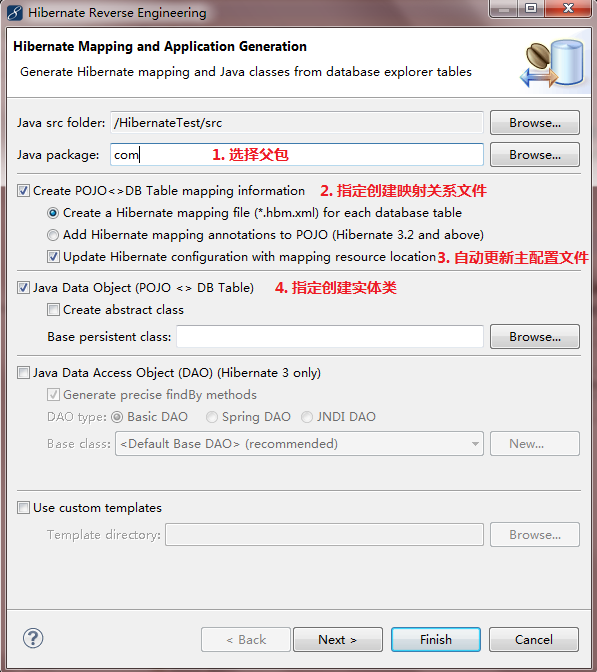 Hibernate Reverse Engineering
Hibernate Mapping and Application Generation
Generate Hibernate mapping and Java classes from database explorer tables
Java src folder: /HibernateTest/src Browse...
Java package: com 1. 选择父包 Browse...
Create POJO<>DB Table mapping information 2. 指定创建映射关系文件
Create a Hibernate mapping file (*.hbm.xml) for each database table
Add Hibernate mapping annotations to POJO (Hibernate 3.2 and above)
Update Hibernate configuration with mapping resource location 3. 自动更新主配置文件
Java Data Object (POJO <> DB Table) 4. 指定创建实体类
Create abstract class
Base persistent class: Browse...
Java Data Access Object (DAO) (Hibernate 3 only)
Generate precise findBy methods
DAO type: Basic DAO Spring DAO JNDI DAO
Base class: <Default Base DAO> (recommended) New...
Use custom templates
Template directory: Browse...
? < Back Next > Finish Cancel